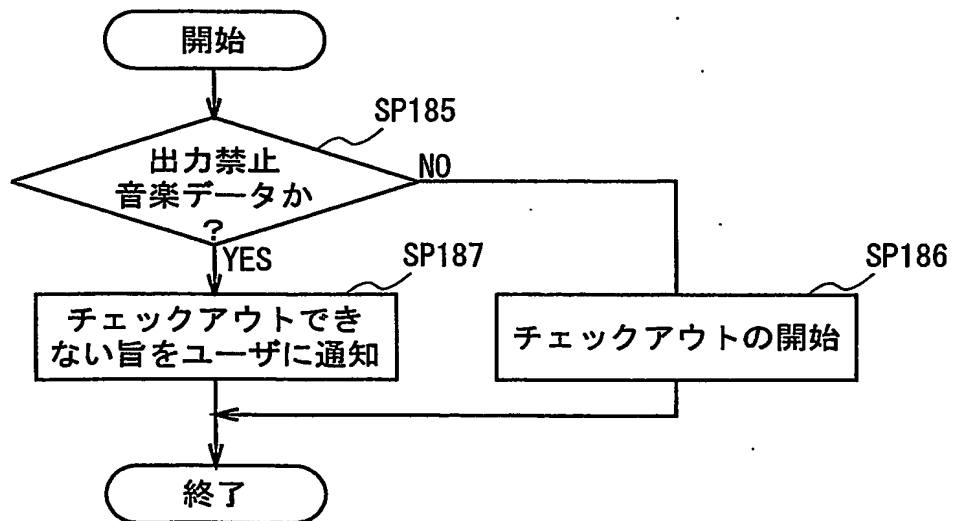 開始
SP185
出力禁止
音楽データか
?
NO
YES
SP187
チェックアウトでき
ない旨をユーザに通知
SP186
チェックアウトの開始
終了